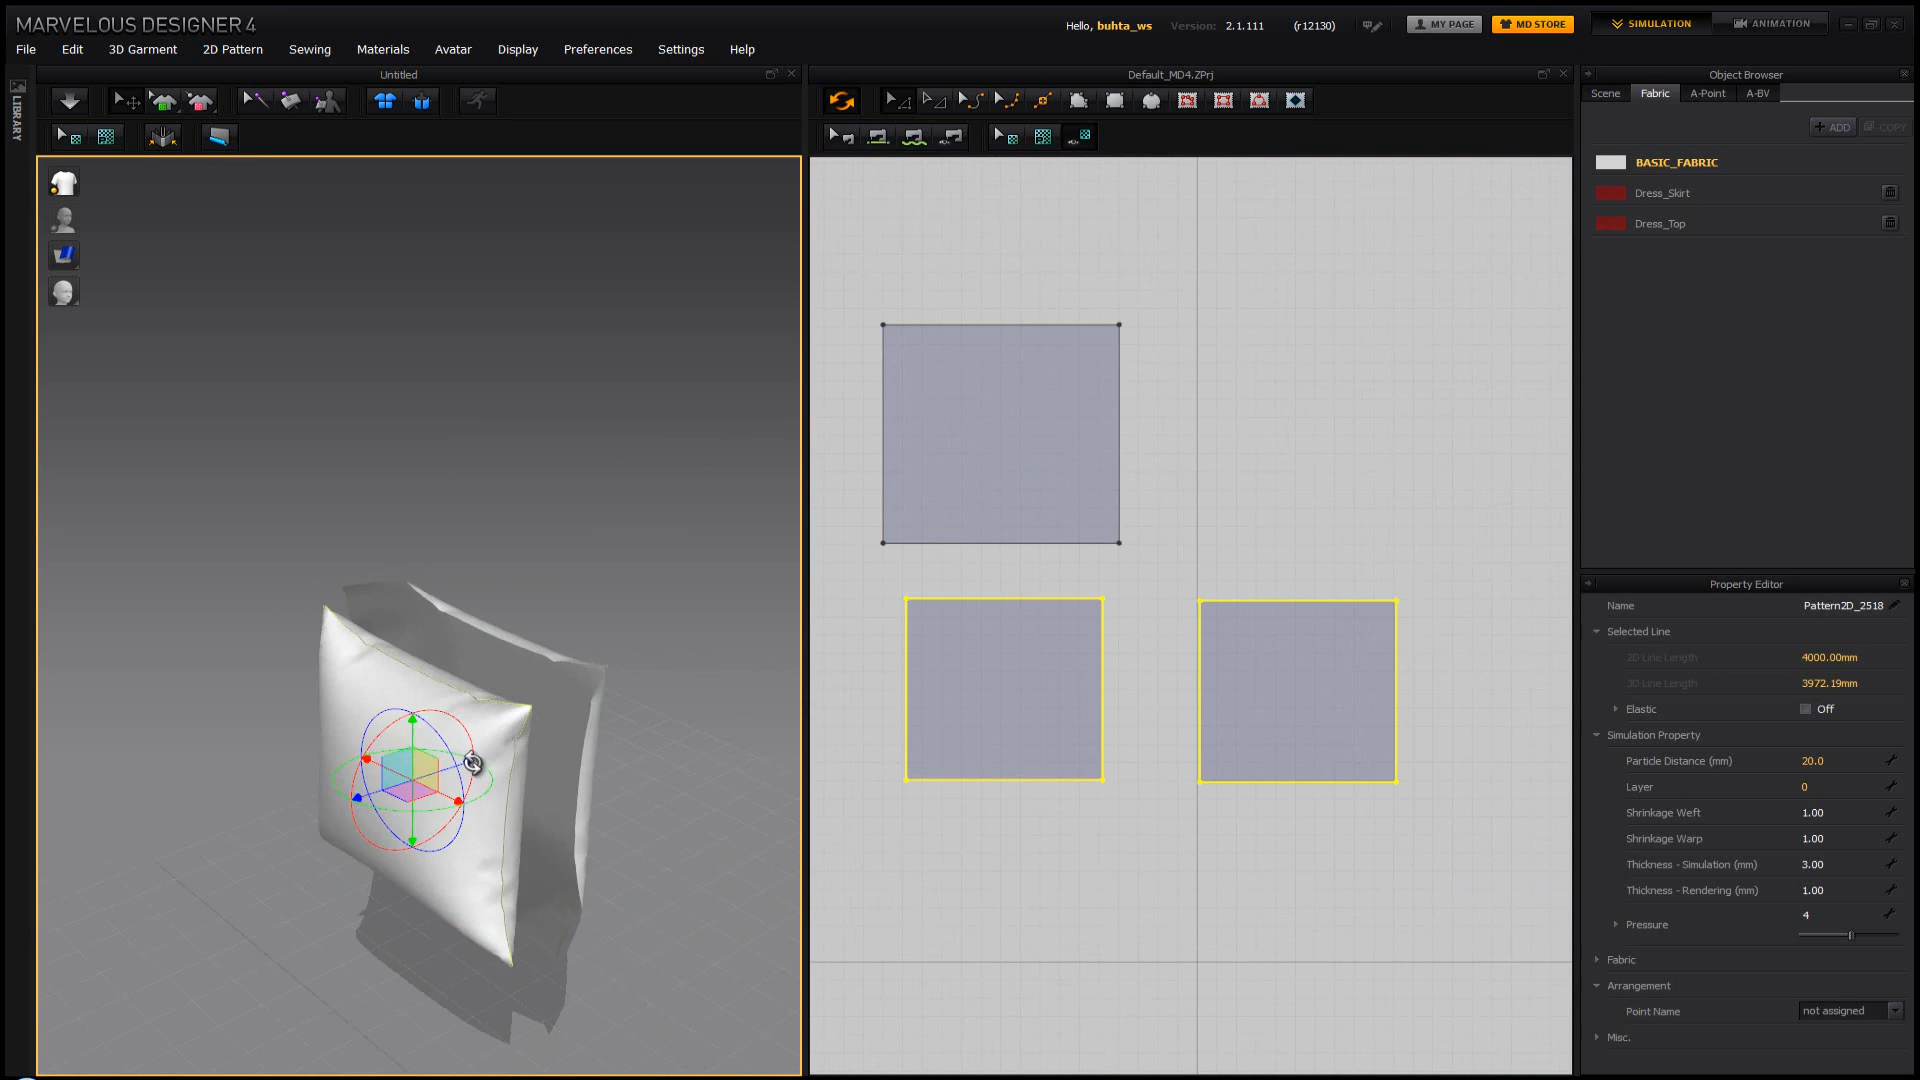 MARVELOUS DESIGNER 4
Hello, buhta_ws Version: 2.1.111 (r12130) MY PAGE MD STORE SIMULATION ANIMATION
File Edit 3D Garment 2D Pattern Sewing Materials Avatar Display Preferences Settings Help
Untitled
Default_MD4.ZPrj
Object Browser
LIBRARY
Scene Fabric A-Point A-BV
+ ADD COPY
BASIC_FABRIC
Dress_Skirt
Dress_Top
Property Editor
Name Pattern2D_2518
Selected Line
2D Line Length 4000.00mm
3D Line Length 3972.19mm
Elastic Off
Simulation Property
Particle Distance (mm) 20.0
Layer 0
Shrinkage Weft 1.00
Shrinkage Warp 1.00
Thickness - Simulation (mm) 3.00
Thickness - Rendering (mm) 1.00
Pressure 4
Fabric
Arrangement
Point Name not assigned
Misc.